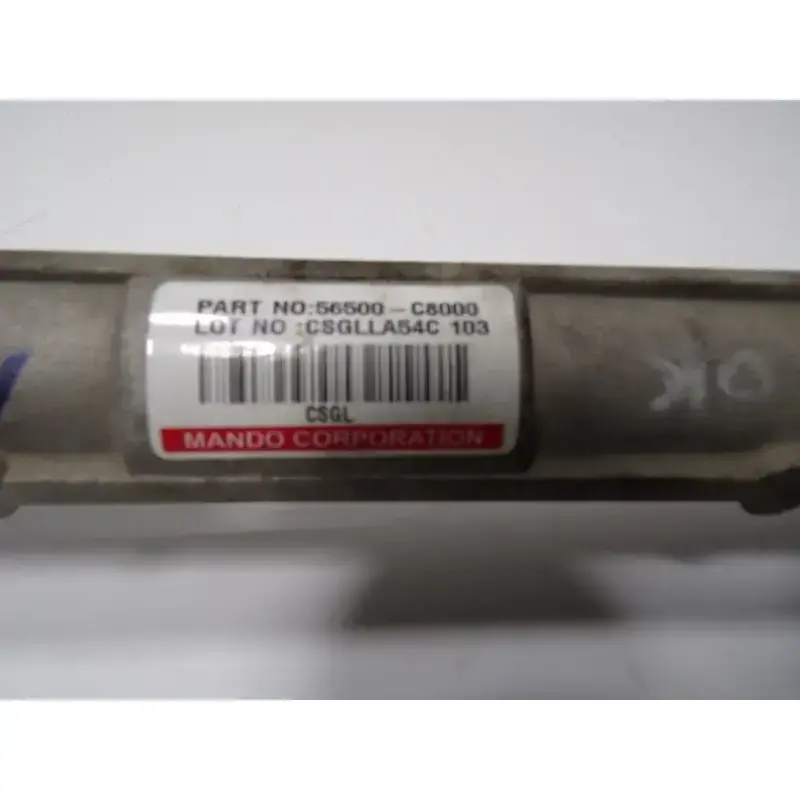 PART NO:56500-C8000
LOT NO :CSGLLA54C 103
CSGL
MANDO CORPORATION
OK